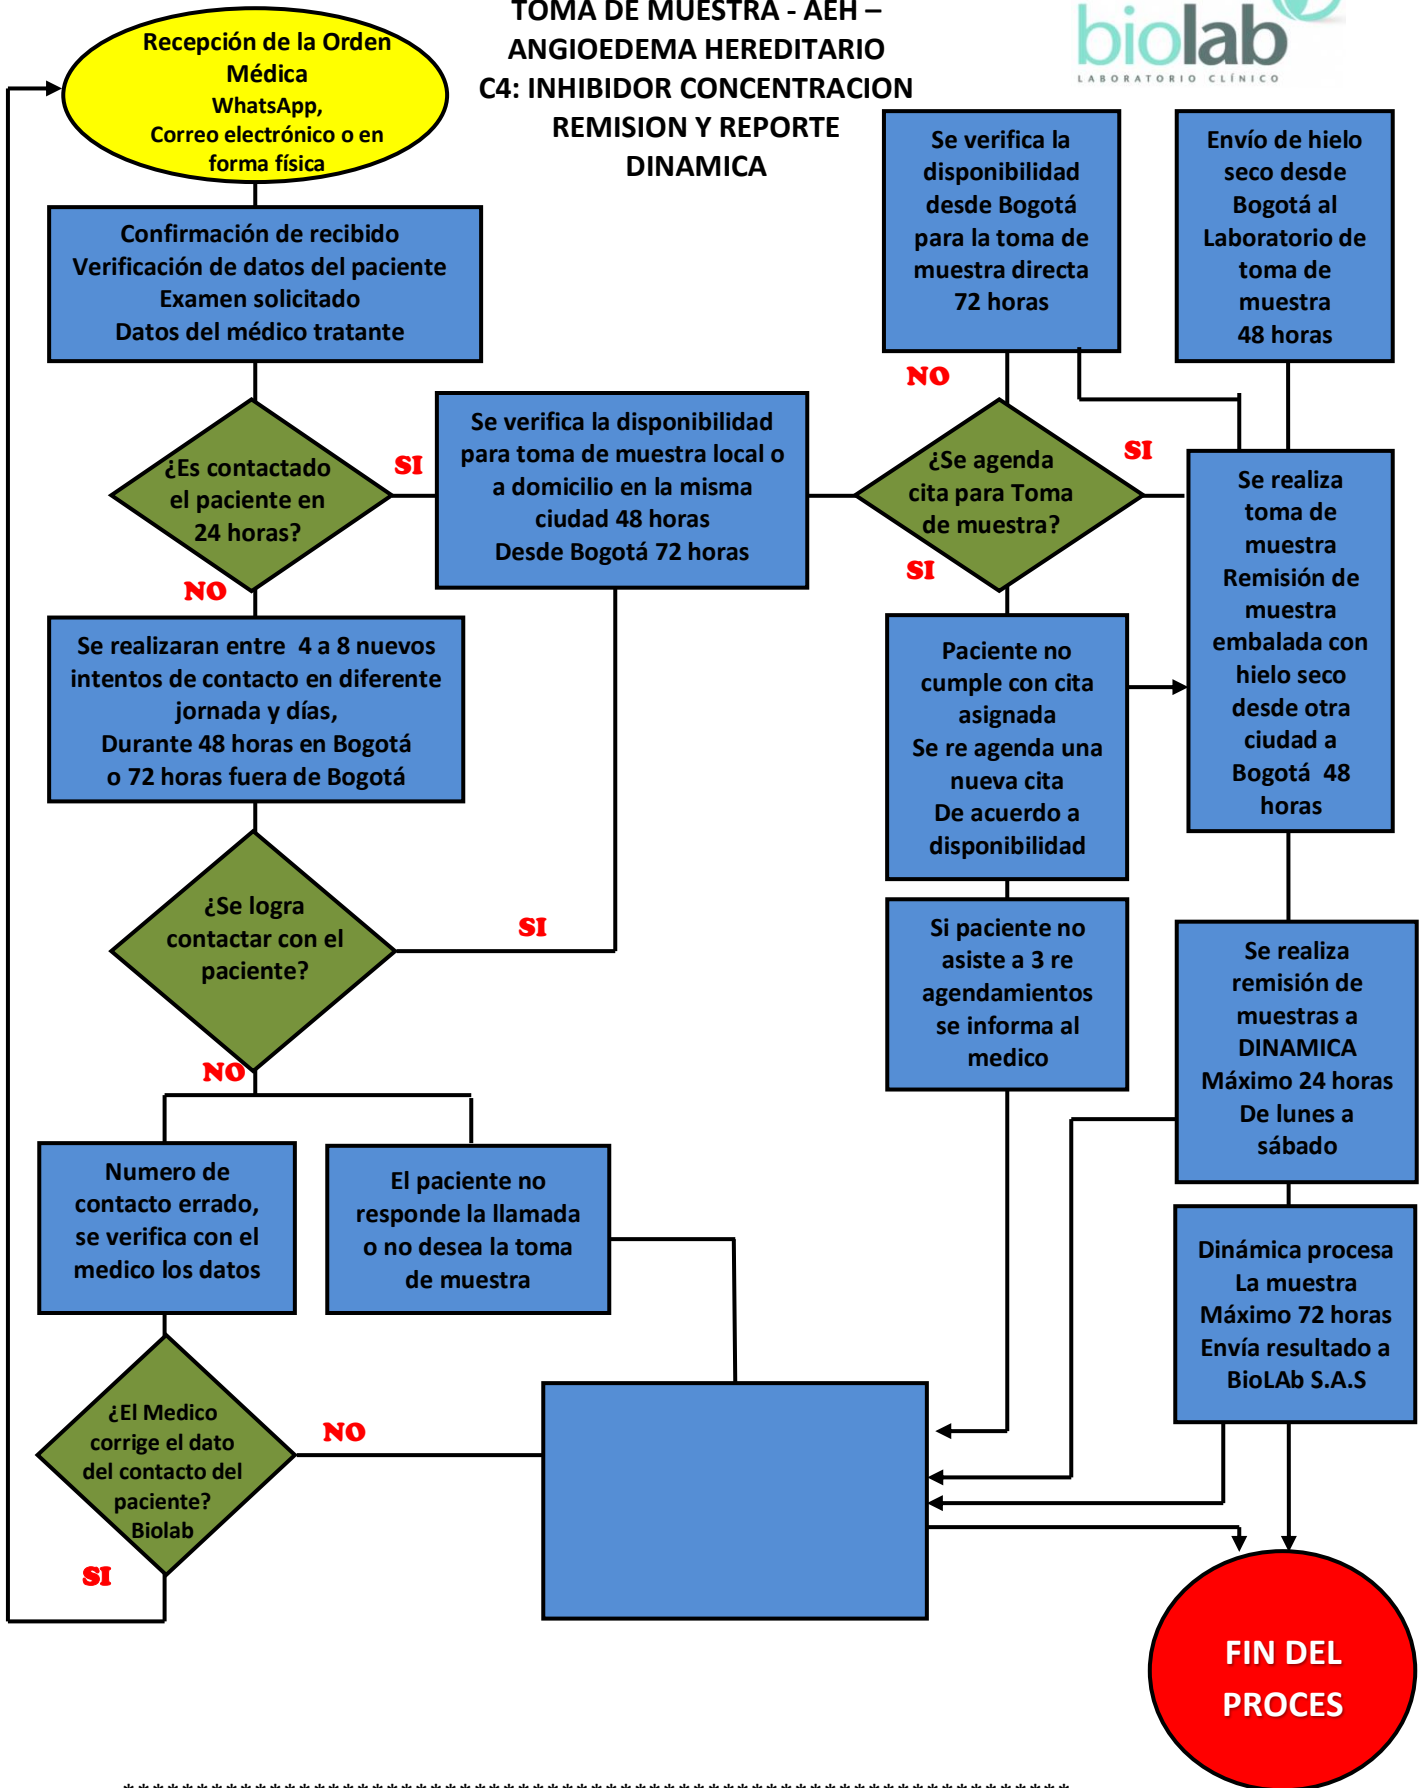 TOMA DE MUESTRA - AEH –
ANGIOEDEMA HEREDITARIO
C4: INHIBIDOR CONCENTRACION
REMISION Y REPORTE
DINAMICA
biolab
LABORATORIO CLÍNICO
Recepción de la Orden
Médica
WhatsApp,
Correo electrónico o en
forma física
Confirmación de recibido
Verificación de datos del paciente
Examen solicitado
Datos del médico tratante
¿Es contactado
el paciente en
24 horas?
SI
NO
Se verifica la disponibilidad
para toma de muestra local o
a domicilio en la misma
ciudad 48 horas
Desde Bogotá 72 horas
Se verifica la
disponibilidad
desde Bogotá
para la toma de
muestra directa
72 horas
Envío de hielo
seco desde
Bogotá al
Laboratorio de
toma de
muestra
48 horas
NO
¿Se agenda
cita para Toma
de muestra?
SI
SI
Se realiza
toma de
muestra
Remisión de
muestra
embalada con
hielo seco
desde otra
ciudad a
Bogotá  48
horas
Se realizaran entre  4 a 8 nuevos
intentos de contacto en diferente
jornada y días,
Durante 48 horas en Bogotá
o 72 horas fuera de Bogotá
Paciente no
cumple con cita
asignada
Se re agenda una
nueva cita
De acuerdo a
disponibilidad
¿Se logra
contactar con el
paciente?
SI
NO
Si paciente no
asiste a 3 re
agendamientos
se informa al
medico
Se realiza
remisión de
muestras a
DINAMICA
Máximo 24 horas
De lunes a
sábado
Numero de
contacto errado,
se verifica con el
medico los datos
El paciente no
responde la llamada
o no desea la toma
de muestra
Dinámica procesa
La muestra
Máximo 72 horas
Envía resultado a
BioLAb S.A.S
¿El Medico
corrige el dato
del contacto del
paciente?
Biolab
NO
SI
FIN DEL
PROCES
*****************************************************************